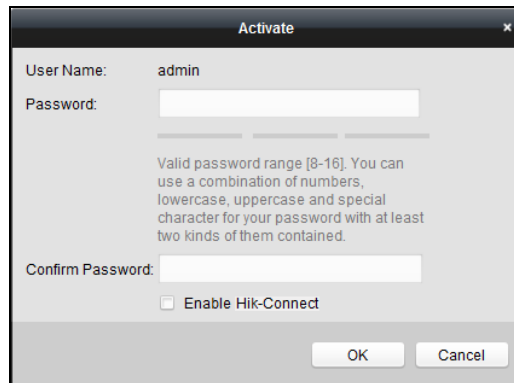 Activate
User Name: admin
Password:
Valid password range [8-16]. You can
use a combination of numbers,
lowercase, uppercase and special
character for your password with at least
two kinds of them contained.
Confirm Password:
Enable Hik-Connect
OK Cancel